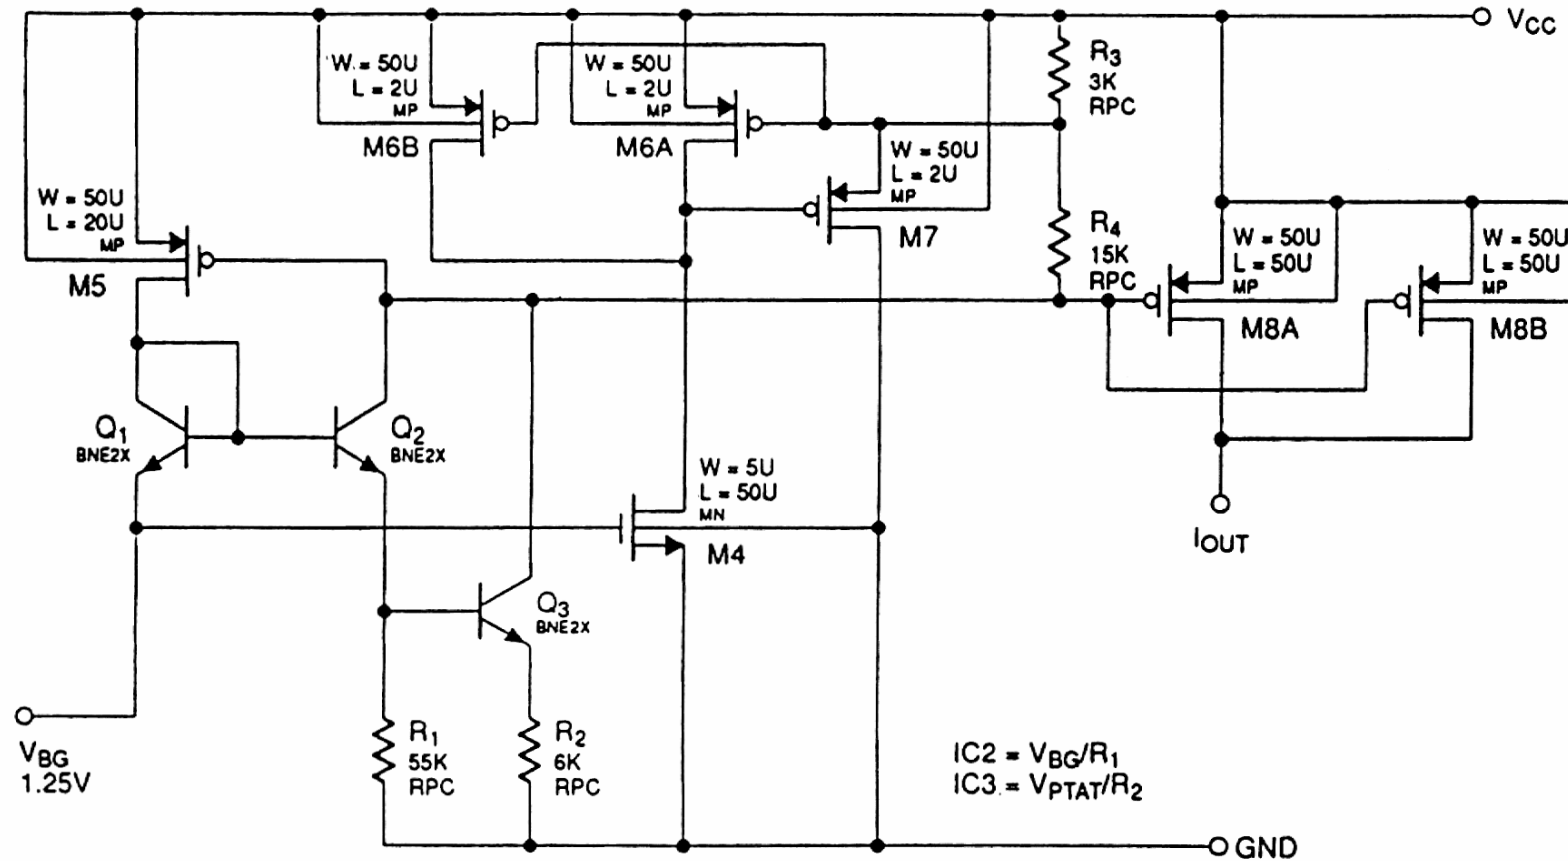 VCC
W = 50U
L = 2U
MP
M6B
W = 50U
L = 2U
MP
M6A
R3
3K
RPC
W = 50U
L = 2U
MP
M7
W = 50U
L = 20U
MP
M5
R4
15K
RPC
W = 50U
L = 50U
MP
M8A
W = 50U
L = 50U
MP
M8B
Q1
BNE2X
Q2
BNE2X
W = 5U
L = 50U
MN
M4
IOUT
Q3
BNE2X
VBG
1.25V
R1
55K
RPC
R2
6K
RPC
IC2 = VBG/R1
IC3 = VPTAT/R2
GND